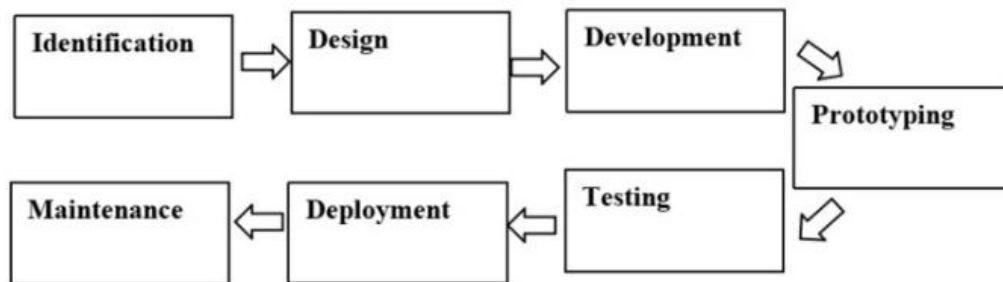 Identification
Design
Development
Prototyping
Testing
Deployment
Maintenance